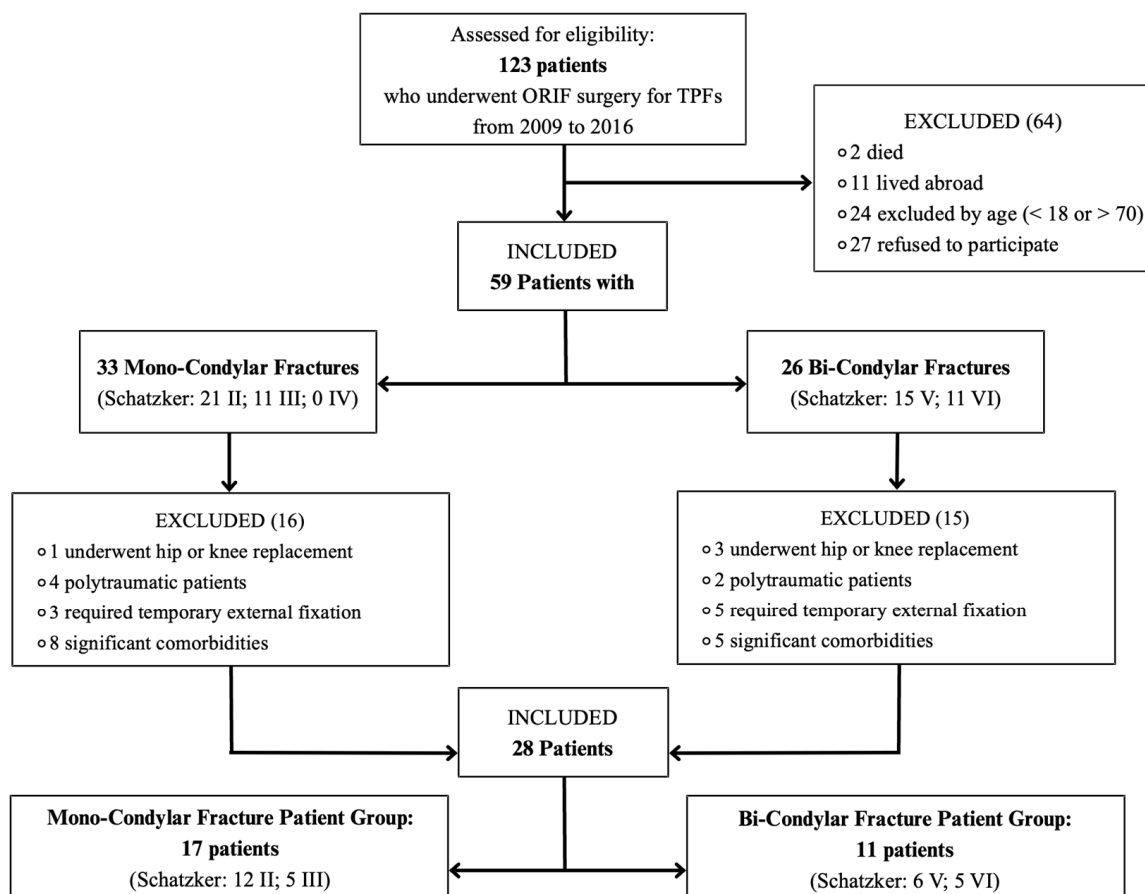 Assessed for eligibility:
123 patients
who underwent ORIF surgery for TPFs
from 2009 to 2016
EXCLUDED (64)
2 died
11 lived abroad
24 excluded by age (< 18 or > 70)
27 refused to participate
INCLUDED
59 Patients with
33 Mono-Condylar Fractures
(Schatzker: 21 II; 11 III; 0 IV)
26 Bi-Condylar Fractures
(Schatzker: 15 V; 11 VI)
EXCLUDED (16)
1 underwent hip or knee replacement
4 polytraumatic patients
3 required temporary external fixation
8 significant comorbidities
EXCLUDED (15)
3 underwent hip or knee replacement
2 polytraumatic patients
5 required temporary external fixation
5 significant comorbidities
INCLUDED
28 Patients
Mono-Condylar Fracture Patient Group:
17 patients
(Schatzker: 12 II; 5 III)
Bi-Condylar Fracture Patient Group:
11 patients
(Schatzker: 6 V; 5 VI)